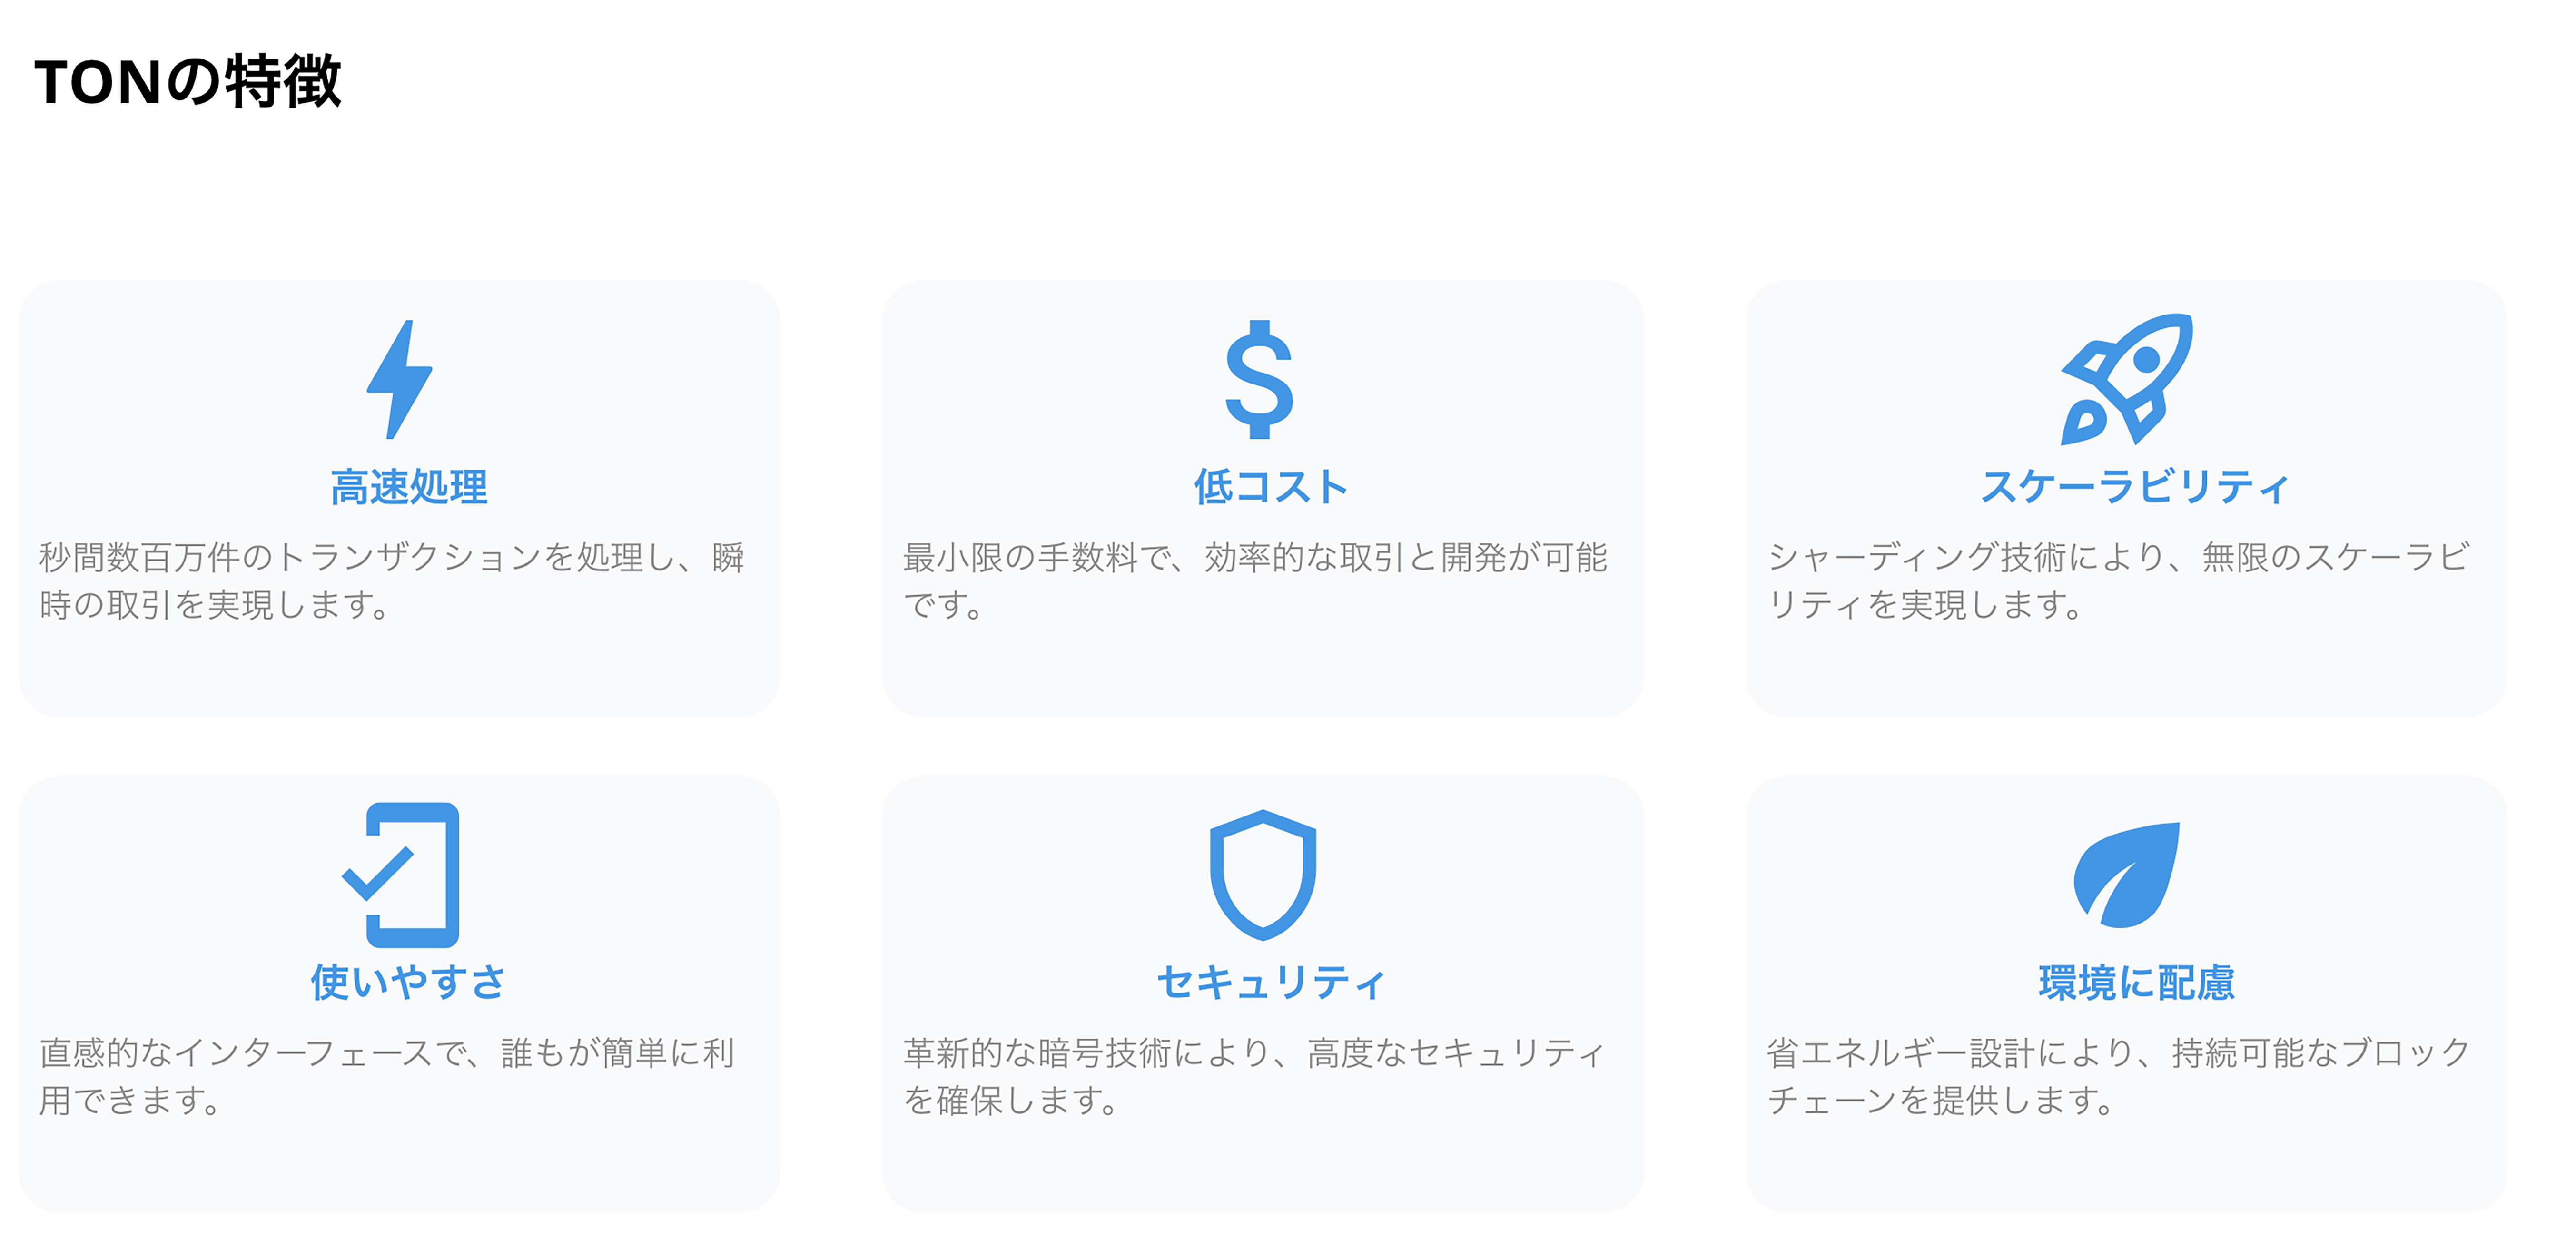 TONの特徴
高速処理
秒間数百万件のトランザクションを処理し、瞬
時の取引を実現します。
低コスト
最小限の手数料で、効率的な取引と開発が可能
です。
スケーラビリティ
シャーディング技術により、無限のスケーラビ
リティを実現します。
使いやすさ
直感的なインターフェースで、誰もが簡単に利
用できます。
セキュリティ
革新的な暗号技術により、高度なセキュリティ
を確保します。
環境に配慮
省エネルギー設計により、持続可能なブロック
チェーンを提供します。